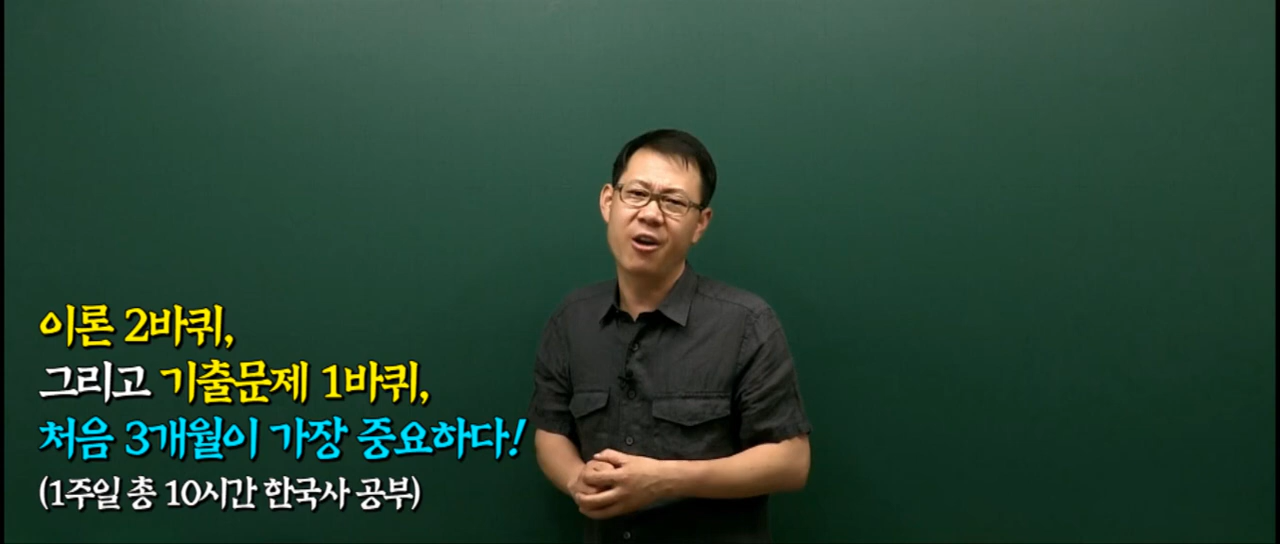 이론 2바퀴,
그리고 기출문제 1바퀴,
처음 3개월이 가장 중요하다!
(1주일 총 10시간 한국사 공부)